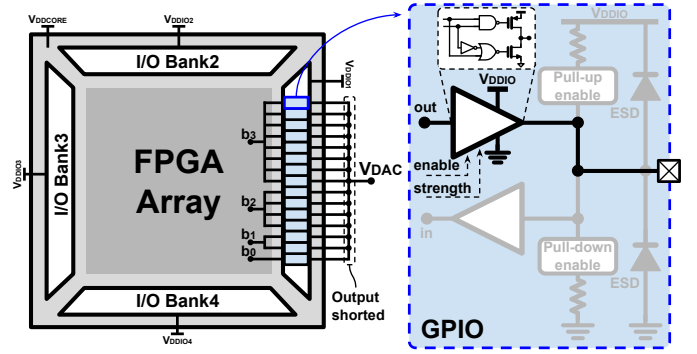 VDDCORE
VDDIO2
I/O Bank2
VDDIO1
VDDIO3
I/O Bank3
FPGA
Array
b3
b2
b1
b0
VDAC
I/O Bank4
VDDIO4
Output
shorted
VDDIO
Pull-up
enable
ESD
VDDIO
out
enable
strength
in
Pull-down
enable
ESD
GPIO